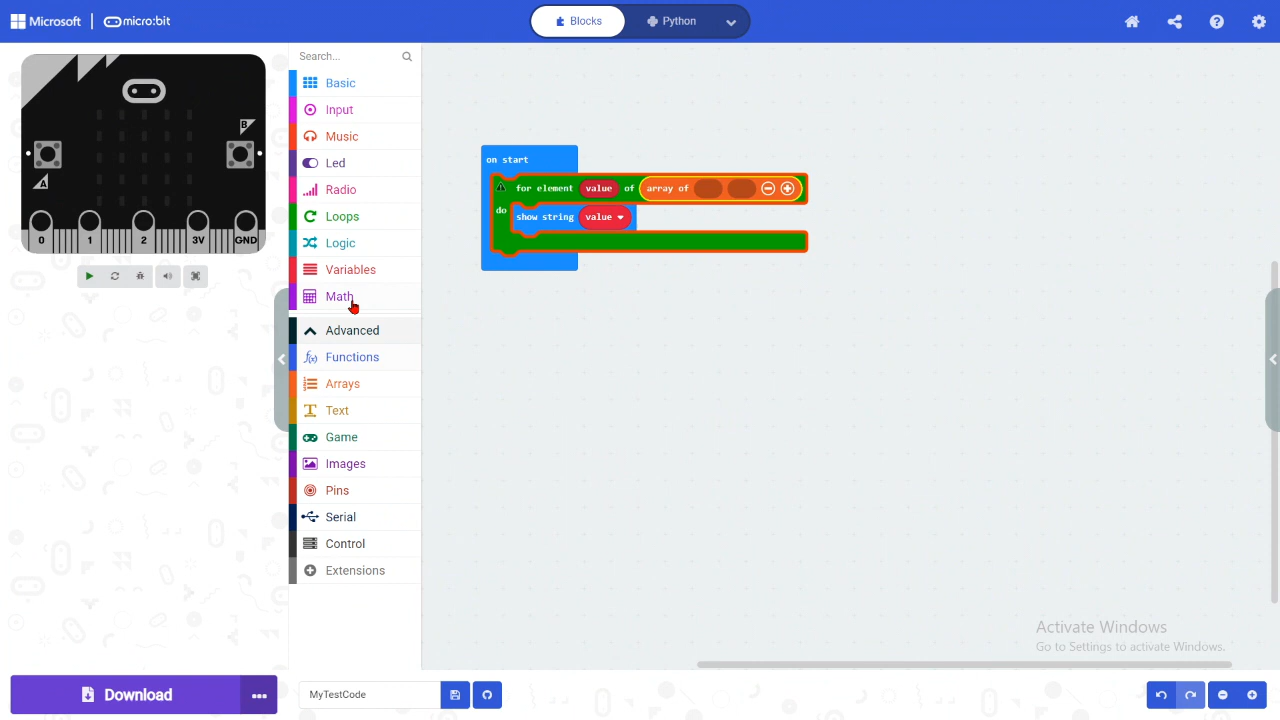 Microsoft micro:bit Blocks Python
Search...
Basic
Input
Music
Led
Radio
Loops
Logic
Variables
Math
Advanced
Functions
Arrays
Text
Game
Images
Pins
Serial
Control
Extensions
B
A
0 1 2 3V GND
on start
for element value of array of
do
show string value
Activate Windows
Go to Settings to activate Windows.
Download ...
MyTestCode